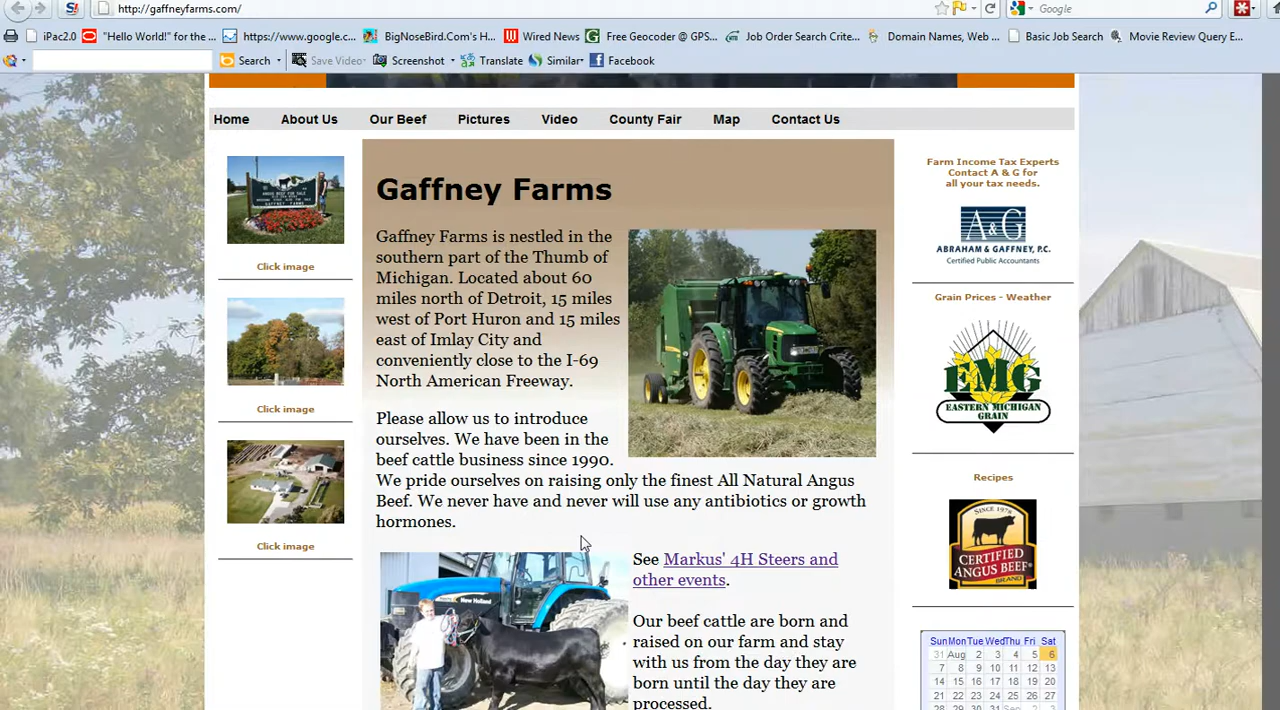 http://gaffneyfarms.com/
Google
iPac2.0 "Hello World!" for the ... https://www.google.c... BigNoseBird.Com's H... Wired News Free Geocoder @ GPS... Job Order Search Crite... Domain Names, Web ... Basic Job Search Movie Review Query E...
Search Save Video Screenshot Translate Similar Facebook
Home About Us Our Beef Pictures Video County Fair Map Contact Us
Click image
Click image
Click image
Gaffney Farms
Gaffney Farms is nestled in the
southern part of the Thumb of
Michigan. Located about 60
miles north of Detroit, 15 miles
west of Port Huron and 15 miles
east of Imlay City and
conveniently close to the I-69
North American Freeway.
Please allow us to introduce
ourselves. We have been in the
beef cattle business since 1990.
We pride ourselves on raising only the finest All Natural Angus
Beef. We never have and never will use any antibiotics or growth
hormones.
New Holland
See Markus' 4H Steers and
other events.
Our beef cattle are born and
raised on our farm and stay
with us from the day they are
born until the day they are
processed.
Farm Income Tax Experts
Contact A & G for
all your tax needs.
A&G
ABRAHAM & GAFFNEY, P.C.
Certified Public Accountants
Grain Prices - Weather
EMG
EASTERN MICHIGAN
GRAIN
Recipes
SINCE 1978
CERTIFIED
ANGUS BEEF
BRAND
Sun Mon Tue Wed Thu Fri Sat
31 Aug 2 3 4 5 6
7 8 9 10 11 12 13
14 15 16 17 18 19 20
21 22 23 24 25 26 27
28 29 30 31 Sep 2 3